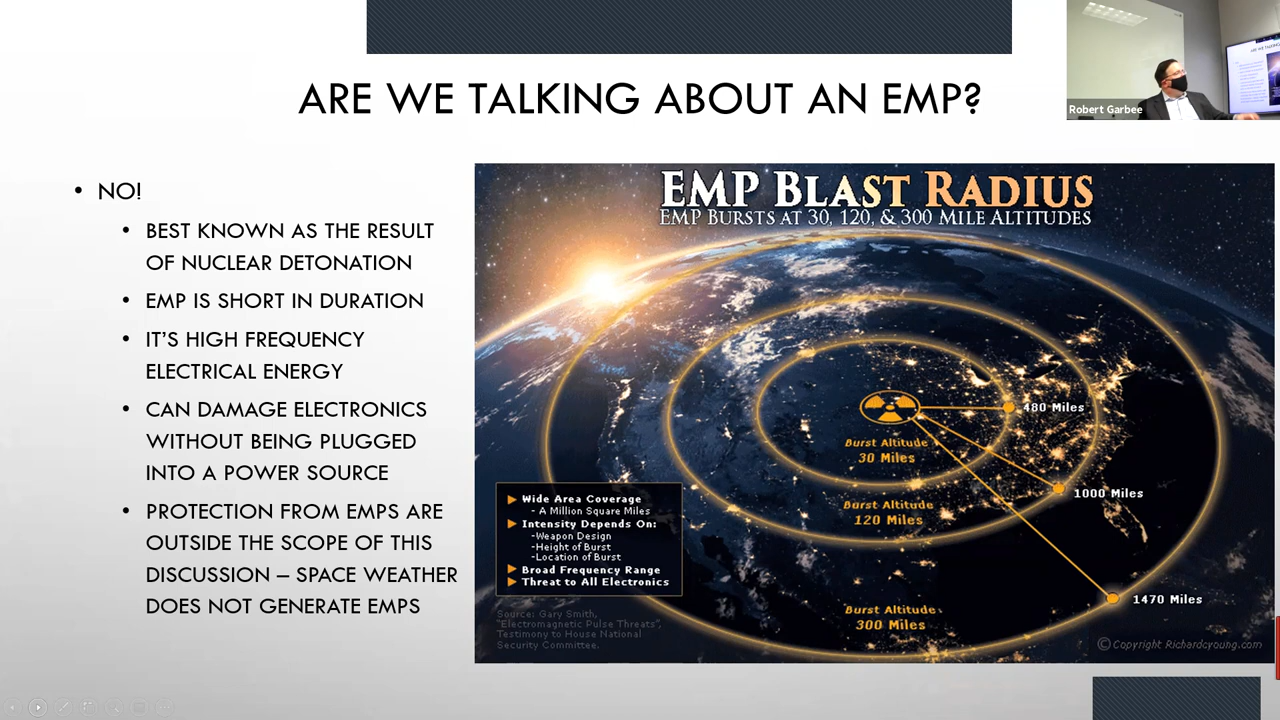 ARE WE TALKING ABOUT AN EMP?
Robert Garbee
• NO!
• BEST KNOWN AS THE RESULT
OF NUCLEAR DETONATION
• EMP IS SHORT IN DURATION
• IT'S HIGH FREQUENCY
ELECTRICAL ENERGY
• CAN DAMAGE ELECTRONICS
WITHOUT BEING PLUGGED
INTO A POWER SOURCE
• PROTECTION FROM EMPS ARE
OUTSIDE THE SCOPE OF THIS
DISCUSSION – SPACE WEATHER
DOES NOT GENERATE EMPS
EMP BLAST RADIUS
EMP BURSTS AT 30, 120, & 300 MILE ALTITUDES
480 Miles
Burst Altitude
30 Miles
1000 Miles
Burst Altitude
120 Miles
1470 Miles
Burst Altitude
300 Miles
Wide Area Coverage
- A Million Square Miles
Intensity Depends On:
-Weapon Design
-Height of Burst
-Location of Burst
Broad Frequency Range
Threat to All Electronics
Source: Gary Smith,
"Electromagnetic Pulse Threats",
Testimony to House National
Security Committee.
© Copyright Richardcyoung.com